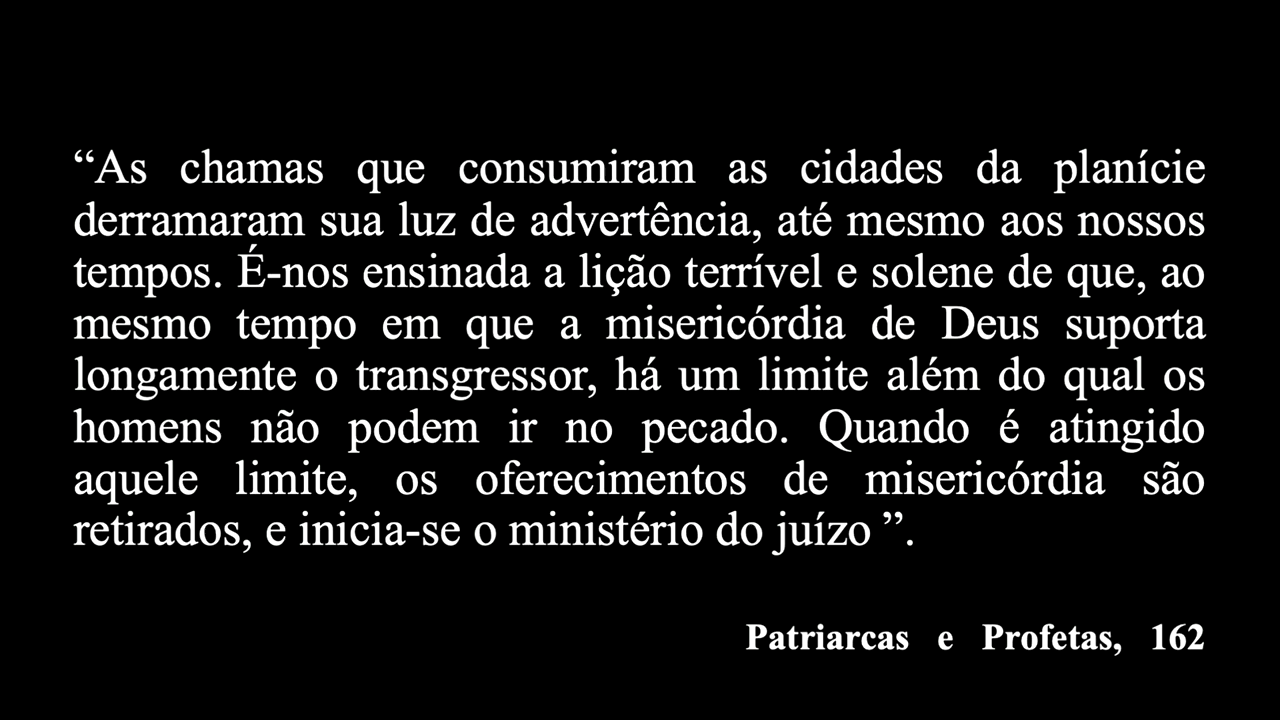 “As chamas que consumiram as cidades da planície
derramaram sua luz de advertência, até mesmo aos nossos
tempos. É-nos ensinada a lição terrível e solene de que, ao
mesmo tempo em que a misericórdia de Deus suporta
longamente o transgressor, há um limite além do qual os
homens não podem ir no pecado. Quando é atingido
aquele limite, os oferecimentos de misericórdia são
retirados, e inicia-se o ministério do juízo ”.
Patriarcas e Profetas, 162